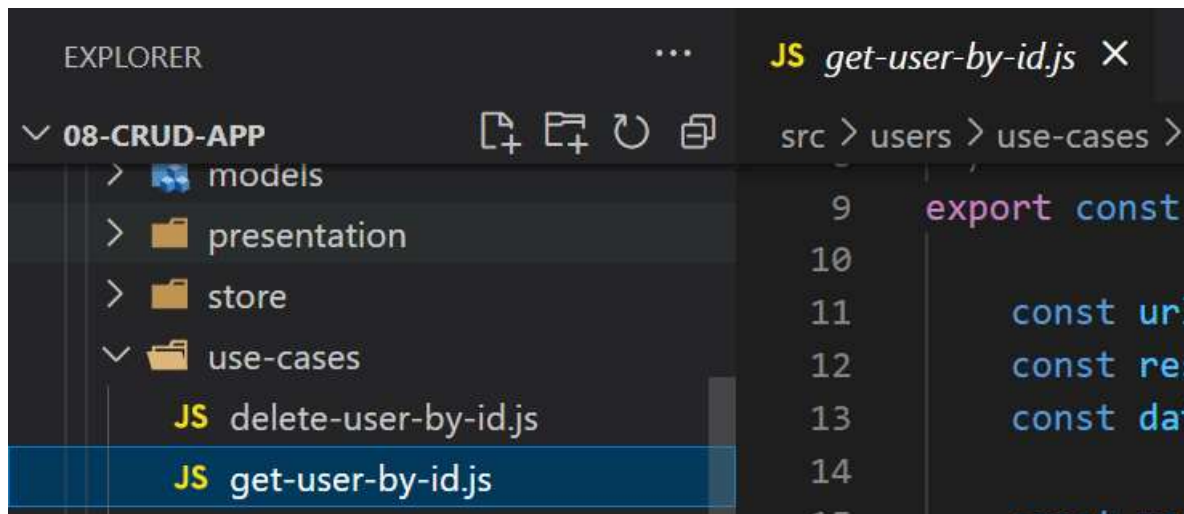 EXPLORER ...
08-CRUD-APP
models
presentation
store
use-cases
JS delete-user-by-id.js
JS get-user-by-id.js
JS get-user-by-id.js ×
src > users > use-cases >
9 export const
10
11 const
12 const
13 const
14